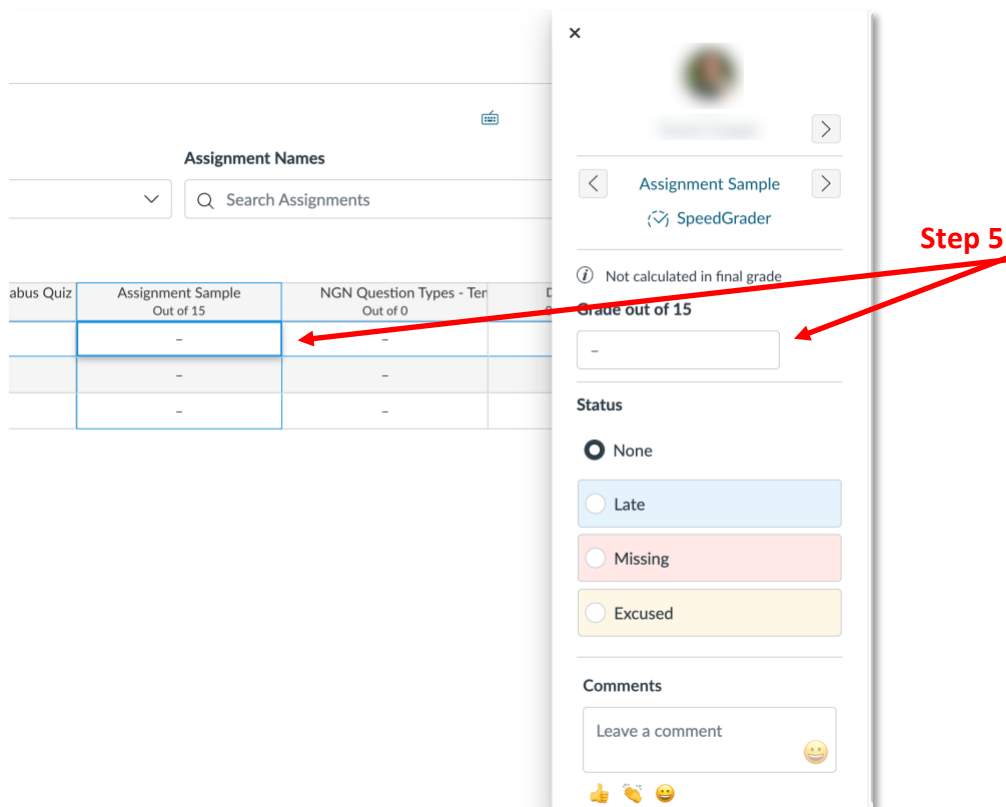 ×
Assignment Names
Search Assignments
Assignment Sample
SpeedGrader
Step 5
Not calculated in final grade
Grade out of 15
–
abus Quiz
Assignment Sample
Out of 15
NGN Question Types - Ter
Out of 0
– –
– –
– –
Status
None
Late
Missing
Excused
Comments
Leave a comment